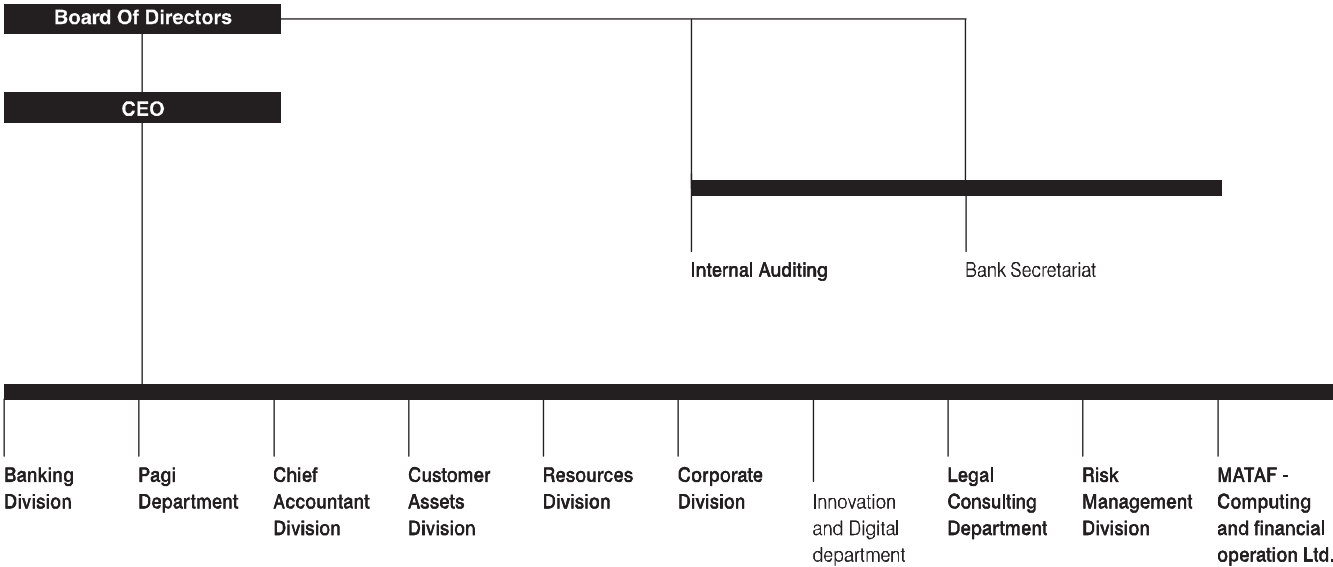 Board Of Directors
CEO
Internal Auditing
Bank Secretariat
Banking
Division
Pagi
Department
Chief
Accountant
Division
Customer
Assets
Division
Resources
Division
Corporate
Division
Innovation
and Digital
department
Legal
Consulting
Department
Risk
Management
Division
MATAF -
Computing
and financial
operation Ltd.